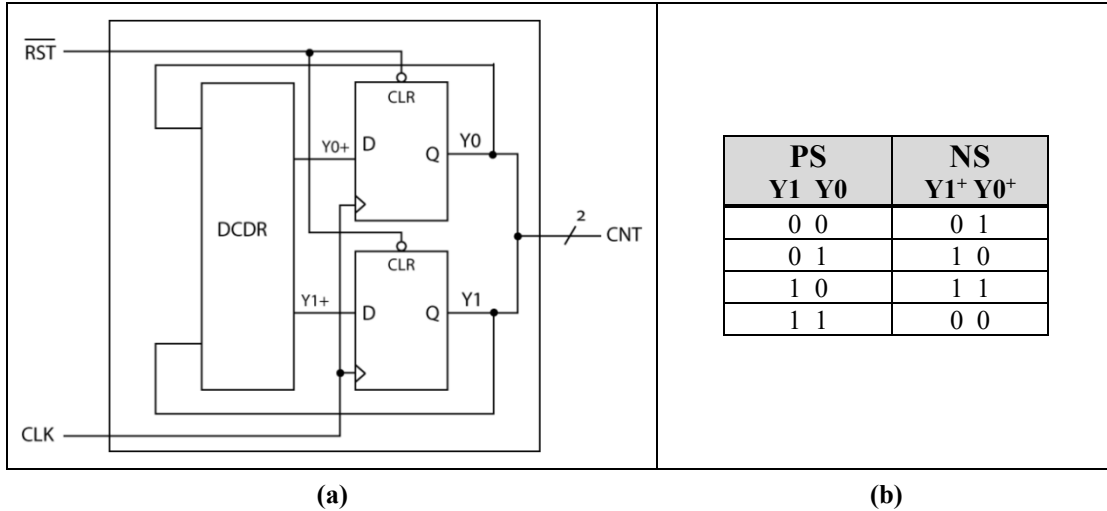 RST
CLR
Y0+
D
Q
Y0
DCDR
2
CNT
CLR
Y1+
D
Q
Y1
CLK
PS
Y1 Y0
NS
Y1⁺ Y0⁺
0 0
0 1
0 1
1 0
1 0
1 1
1 1
0 0
(a)
(b)